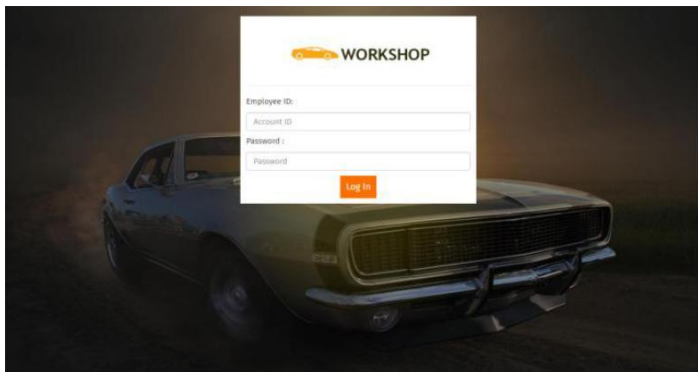 WORKSHOP
Employee ID:
Account ID
Password :
Password
Log In